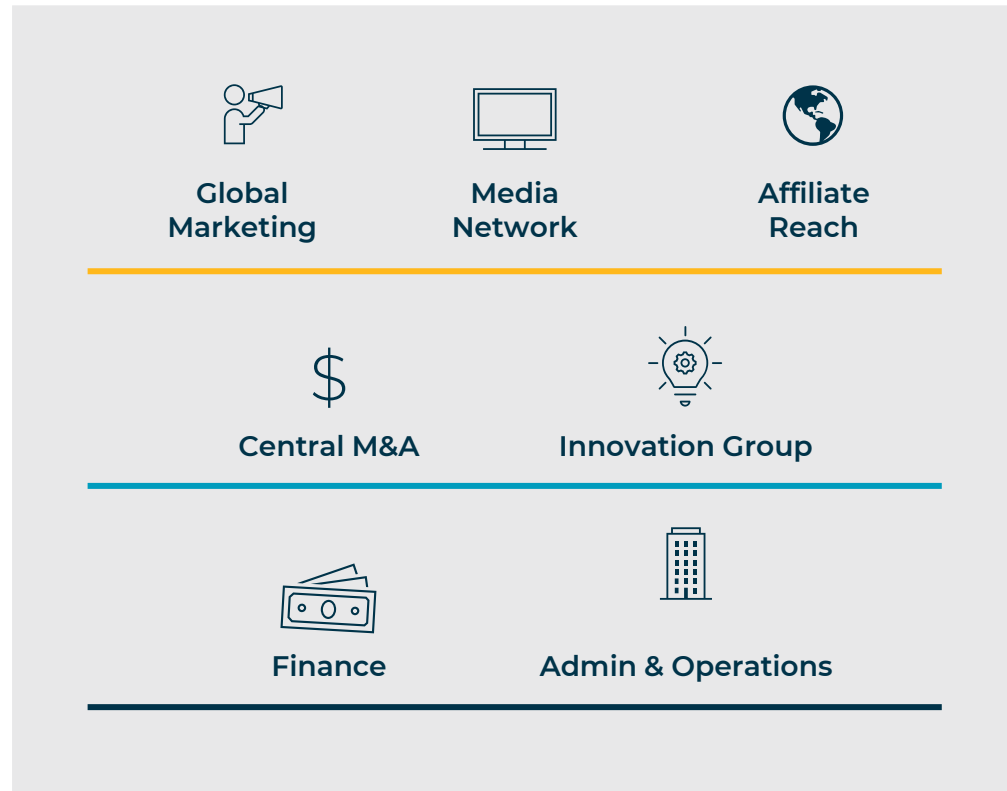 Global
Marketing
Media
Network
Affiliate
Reach
$
Central M&A
Innovation Group
Finance
Admin & Operations